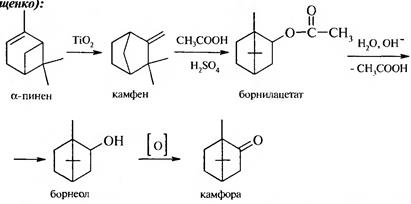 щенко):
TiO₂
α-пинен
камфен
CH₃COOH
H₂SO₄
O
O–C–CH₃
борнилацетат
H₂O, OH⁻
- CH₃COOH
OH
борнеол
[O]
O
камфора